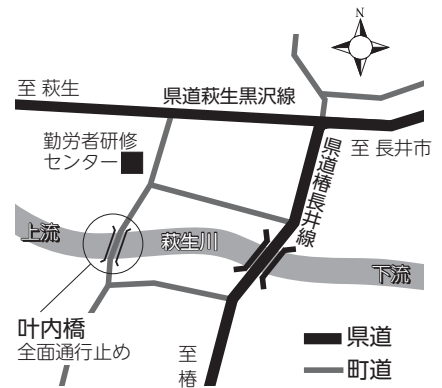 N
至 萩生
県道萩生黒沢線
勤労者研修
センター
至 長井市
県道椿長井線
上流
萩生川
下流
叶内橋
全面通行止め
至
椿
県道
町道